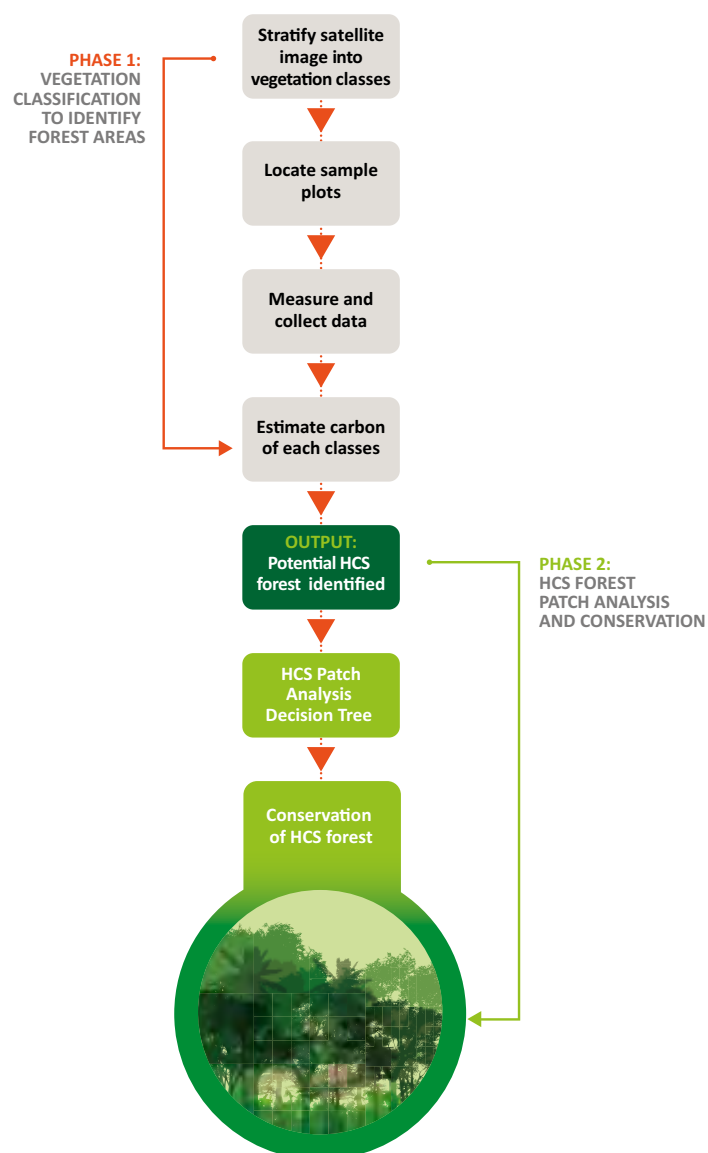 PHASE 1:
VEGETATION
CLASSIFICATION
TO IDENTIFY
FOREST AREAS
Stratify satellite
image into
vegetation classes
Locate sample
plots
Measure and
collect data
Estimate carbon
of each classes
OUTPUT:
Potential HCS
forest identified
PHASE 2:
HCS FOREST
PATCH ANALYSIS
AND CONSERVATION
HCS Patch
Analysis
Decision Tree
Conservation
of HCS forest